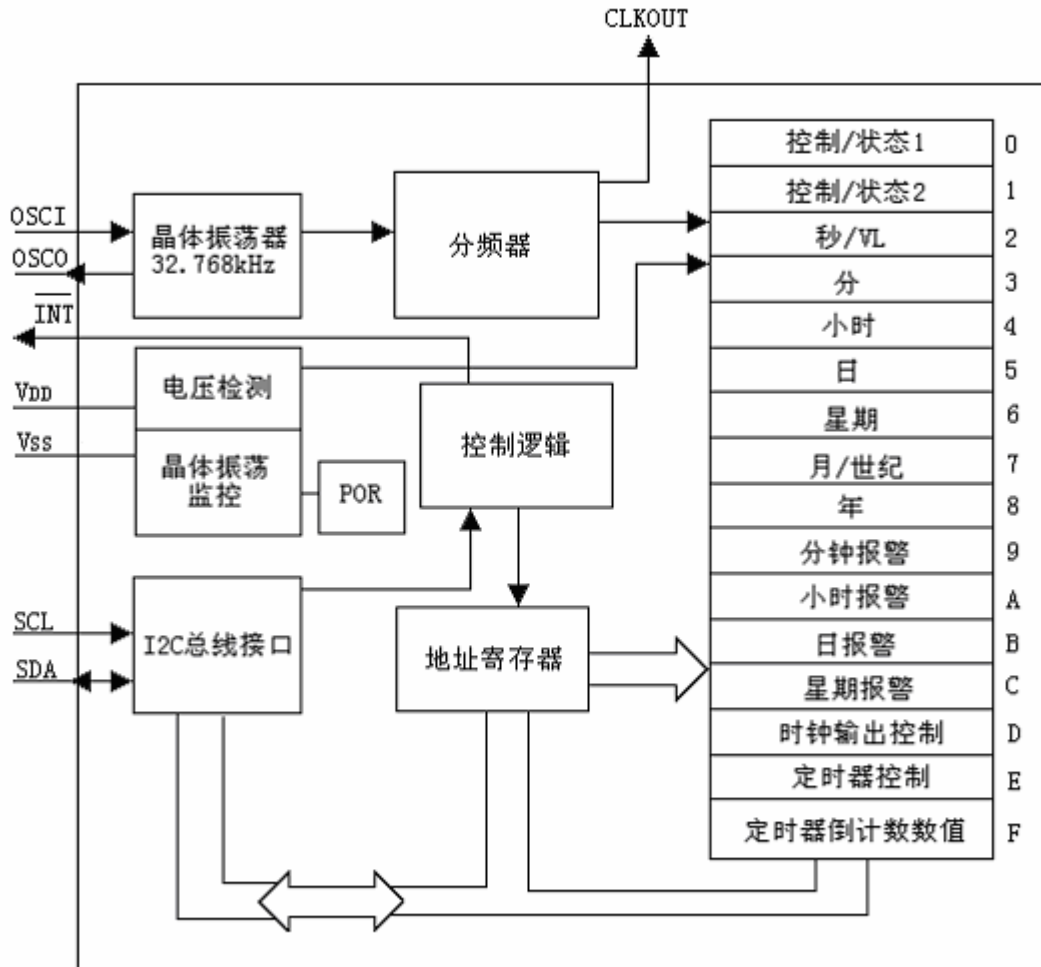 CLKOUT
OSCI
OSCO
INT
VDD
VSS
SCL
SDA
晶体振荡器
32.768kHz
分频器
电压检测
晶体振荡
监控
POR
控制逻辑
I2C总线接口
地址寄存器
控制/状态1 0
控制/状态2 1
秒/VL 2
分 3
小时 4
日 5
星期 6
月/世纪 7
年 8
分钟报警 9
小时报警 A
日报警 B
星期报警 C
时钟输出控制 D
定时器控制 E
定时器倒计数数值 F